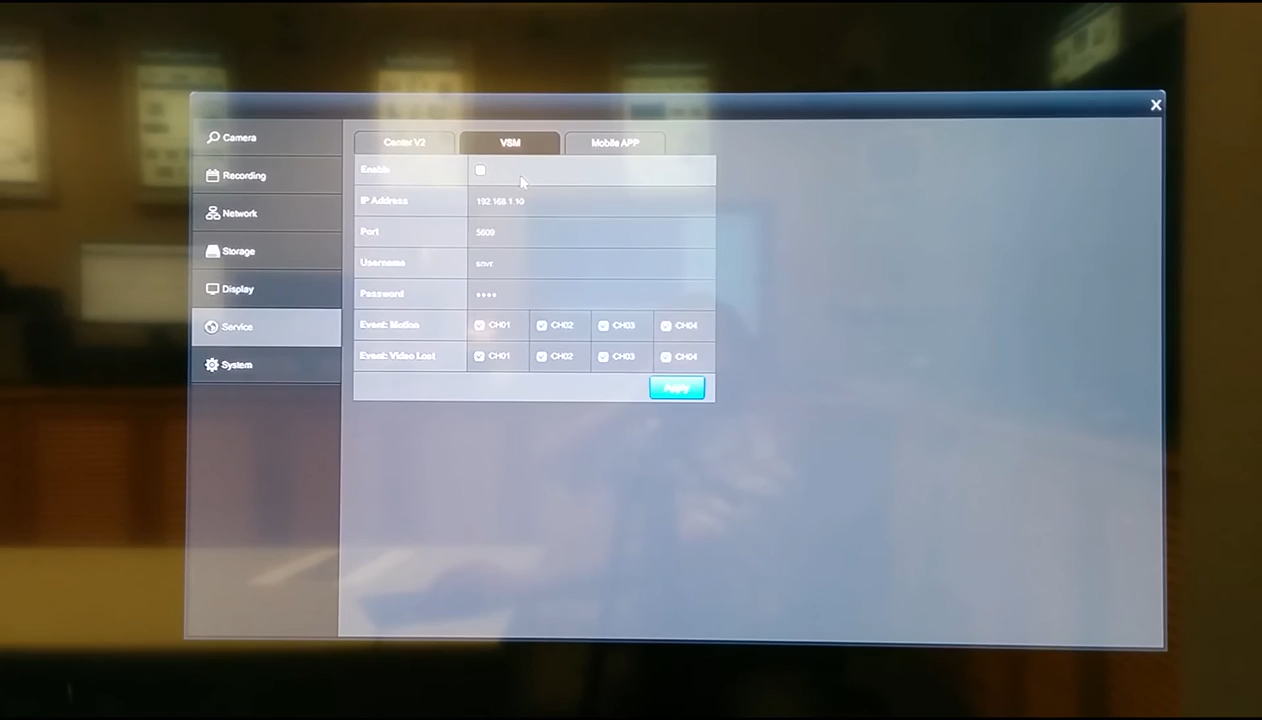 X
Camera
Recording
Network
Storage
Display
Service
System
Center V2 VSM Mobile APP
Enable
IP Address 192.168.1.10
Port 5609
Username snvr
Password ••••
Event: Motion CH01 CH02 CH03 CH04
Event: Video Lost CH01 CH02 CH03 CH04
Apply